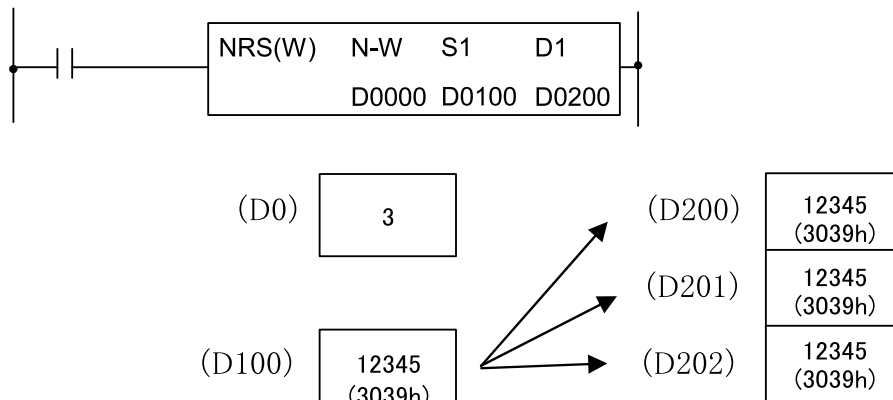 NRS(W) N-W S1 D1
D0000 D0100 D0200
(D0) 3 (D200) 12345
(3039h)
(D201) 12345
(3039h)
(D100) 12345 (D202) 12345
(3039h) (3039h)